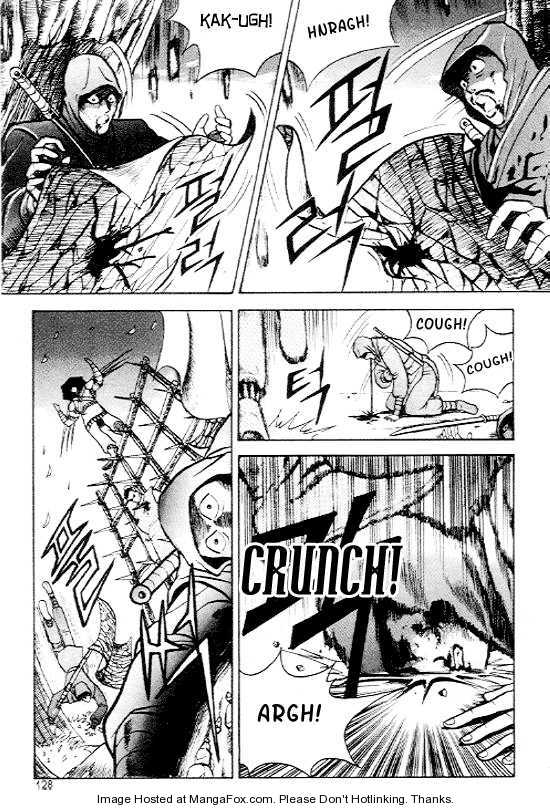 KAK-UGH!
HNRAGH!
펄
럭
펄
럭
COUGH!
COUGH!
턱
CRUNCH!
ARGH!
128
Image Hosted at MangaFox.com. Please Don't Hotlinking. Thanks.